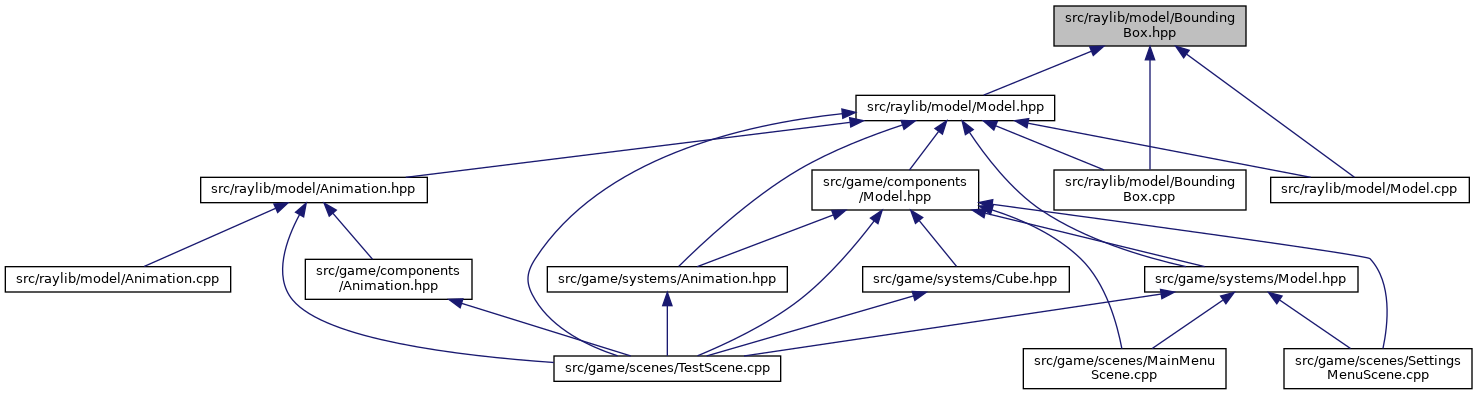 src/raylib/model/Bounding
Box.hpp
src/raylib/model/Model.hpp
src/raylib/model/Animation.hpp
src/game/components
/Model.hpp
src/raylib/model/Bounding
Box.cpp
src/raylib/model/Model.cpp
src/raylib/model/Animation.cpp
src/game/components
/Animation.hpp
src/game/systems/Animation.hpp
src/game/systems/Cube.hpp
src/game/systems/Model.hpp
src/game/scenes/TestScene.cpp
src/game/scenes/MainMenu
Scene.cpp
src/game/scenes/Settings
MenuScene.cpp